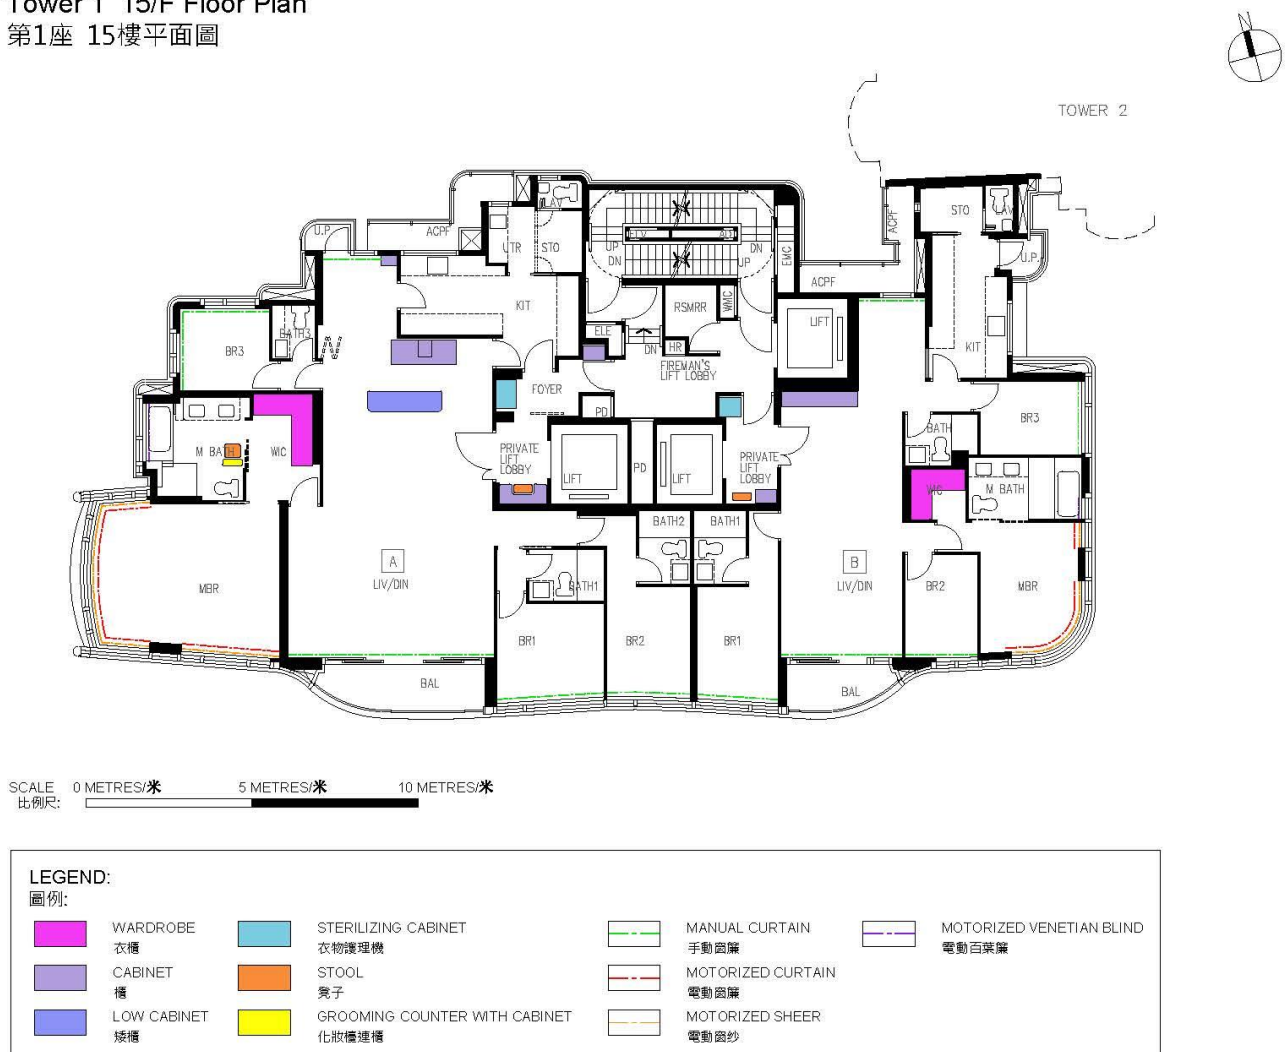 Tower 1 15/F Floor Plan
第1座 15樓平面圖
N
TOWER 2
U.P.
ACPF
LAV
UTR
STO
UP
DN
DN
UP
EMC
ACPF
ACPF
STO
LAV
U.P.
KIT
ELE
DN
RSMRR
WMC
HR
LIFT
KIT
BR3
BATH3
FOYER
FIREMAN'S
LIFT LOBBY
PD
BR3
BATH
M BATH
WIC
PRIVATE
LIFT
LOBBY
LIFT
PD
LIFT
PRIVATE
LIFT
LOBBY
WIC
M BATH
BATH2
BATH1
A
LIV/DIN
MBR
BATH1
BR1
BR2
BR1
B
LIV/DIN
BR2
MBR
BAL
BAL
SCALE 0 METRES/米 5 METRES/米 10 METRES/米
比例尺:
LEGEND:
圖例:
WARDROBE
衣櫃
CABINET
櫃
LOW CABINET
矮櫃
STERILIZING CABINET
衣物護理機
STOOL
凳子
GROOMING COUNTER WITH CABINET
化妝檯連櫃
MANUAL CURTAIN
手動窗簾
MOTORIZED CURTAIN
電動窗簾
MOTORIZED SHEER
電動窗紗
MOTORIZED VENETIAN BLIND
電動百葉簾